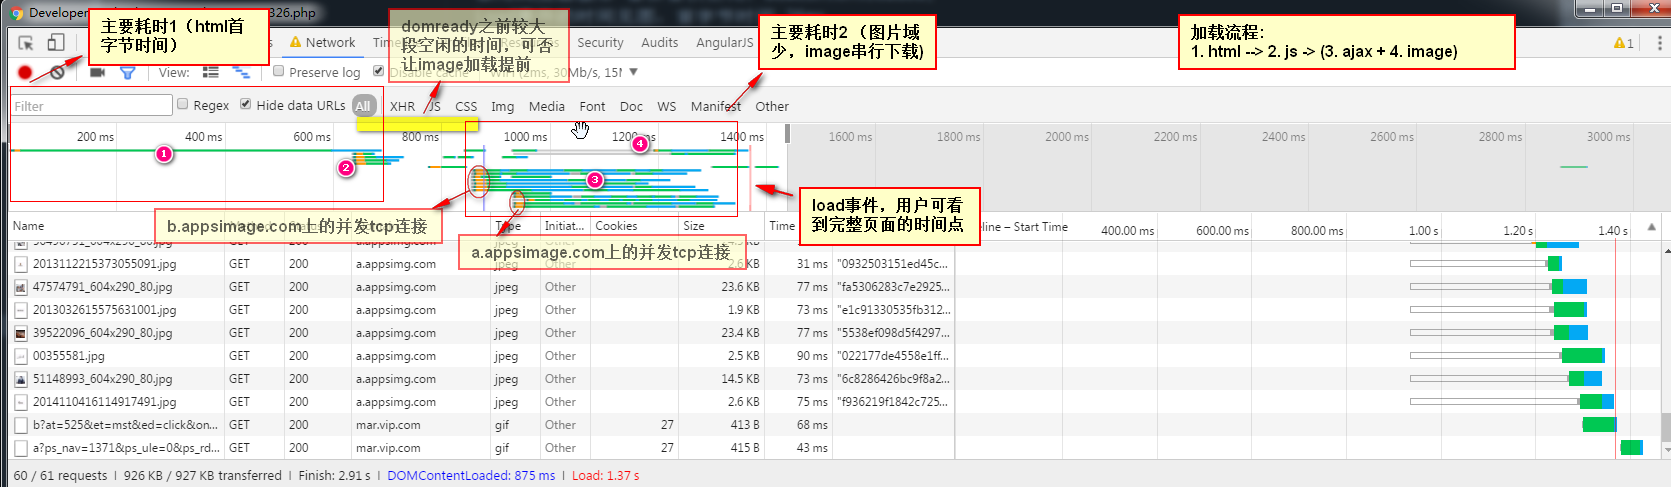 Developer
326.php
主要耗时1（html首
字节时间）
domready之前较大
段空闲的时间，可否
让image加载提前
主要耗时2 （图片域
少，image串行下载)
加载流程:
1. html --> 2. js -> (3. ajax + 4. image)
Network
Security
Audits
AngularJS
1
View:
Preserve log
Disable cache
WiFi (2ms, 30Mb/s, 15M
Filter
Regex
Hide data URLs
All
XHR
JS
CSS
Img
Media
Font
Doc
WS
Manifest
Other
200 ms
400 ms
600 ms
800 ms
1000 ms
1200 ms
1400 ms
1600 ms
1800 ms
2000 ms
2200 ms
2400 ms
2600 ms
2800 ms
3000 ms
1
2
3
4
b.appsimage.com上的并发tcp连接
a.appsimage.com上的并发tcp连接
load事件，用户可看
到完整页面的时间点
Name
Type
Initiat...
Cookies
Size
Time
eline – Start Time
400.00 ms
600.00 ms
800.00 ms
1.00 s
1.20 s
1.40 s
2013112215373055091.jpg GET 200 a.appsimg.com jpeg Other 2.6 KB 31 ms "0932503151ed45c...
47574791_604x290_80.jpg GET 200 a.appsimg.com jpeg Other 23.6 KB 77 ms "fa5306283c7e2925...
2013032615575631001.jpg GET 200 a.appsimg.com jpeg Other 1.9 KB 73 ms "e1c91330535fb312...
39522096_604x290_80.jpg GET 200 a.appsimg.com jpeg Other 23.4 KB 77 ms "5538ef098d5f4297...
00355581.jpg GET 200 a.appsimg.com jpeg Other 2.5 KB 90 ms "022177de4558e1ff...
51148993_604x290_80.jpg GET 200 a.appsimg.com jpeg Other 14.5 KB 73 ms "6c8286426bc9f8a2...
2014110416114917491.jpg GET 200 a.appsimg.com jpeg Other 2.6 KB 75 ms "f936219f1842c725...
b?at=525&et=mst&ed=click&on... GET 200 mar.vip.com gif Other 27 413 B 68 ms
a?ps_nav=1371&ps_ule=0&ps_rd... GET 200 mar.vip.com gif Other 27 415 B 43 ms
60 / 61 requests | 926 KB / 927 KB transferred | Finish: 2.91 s | DOMContentLoaded: 875 ms | Load: 1.37 s